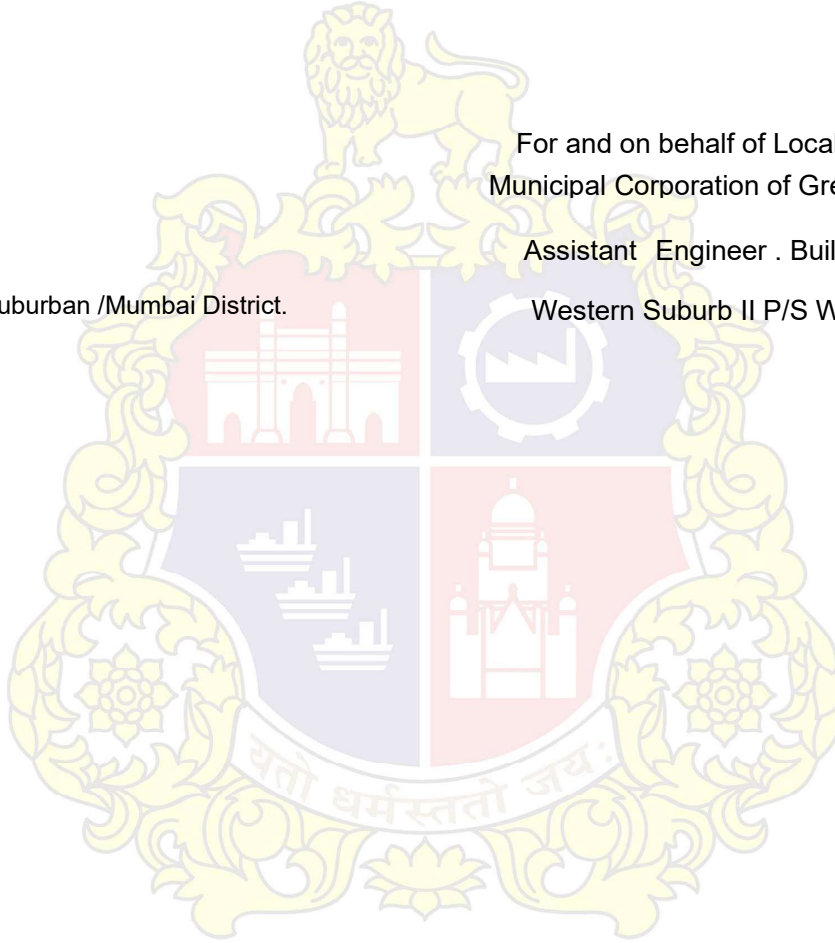 For and on behalf of Local
Municipal Corporation of Gre
Assistant Engineer . Buil
uburban /Mumbai District.
Western Suburb II P/S W
यतो धर्मस्ततो जय: